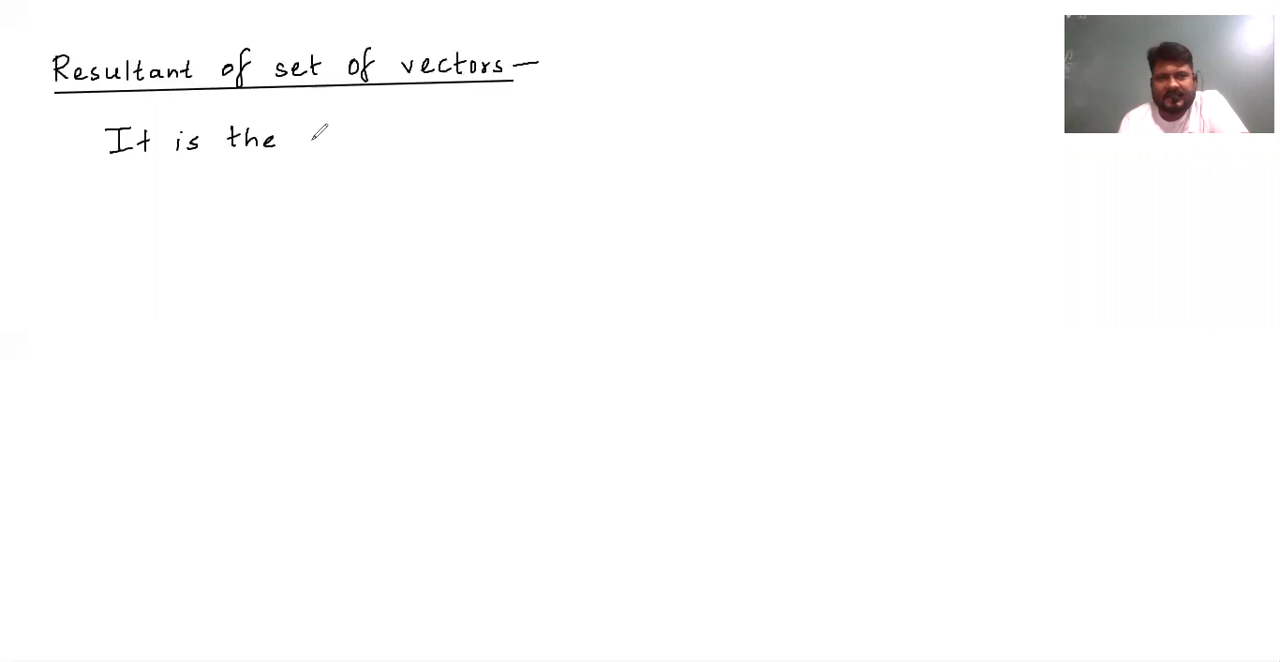 Resultant of set of vectors —
It is the